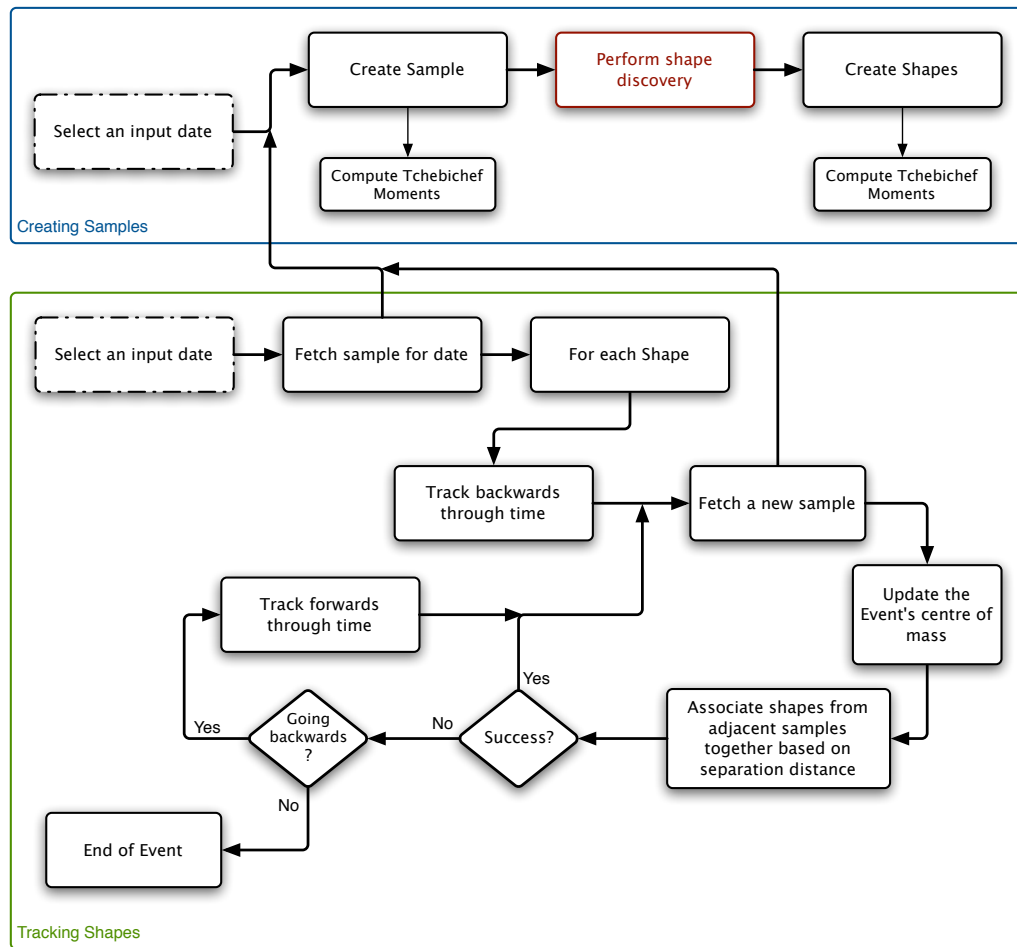 Create Sample
Perform shape
discovery
Create Shapes
Select an input date
Compute Tchebichef
Moments
Compute Tchebichef
Moments
Creating Samples
Select an input date
Fetch sample for date
For each Shape
Track backwards
through time
Fetch a new sample
Update the
Event's centre of
mass
Track forwards
through time
Yes
Associate shapes from
adjacent samples
together based on
separation distance
Success?
No
Going
backwards
?
Yes
No
End of Event
Tracking Shapes